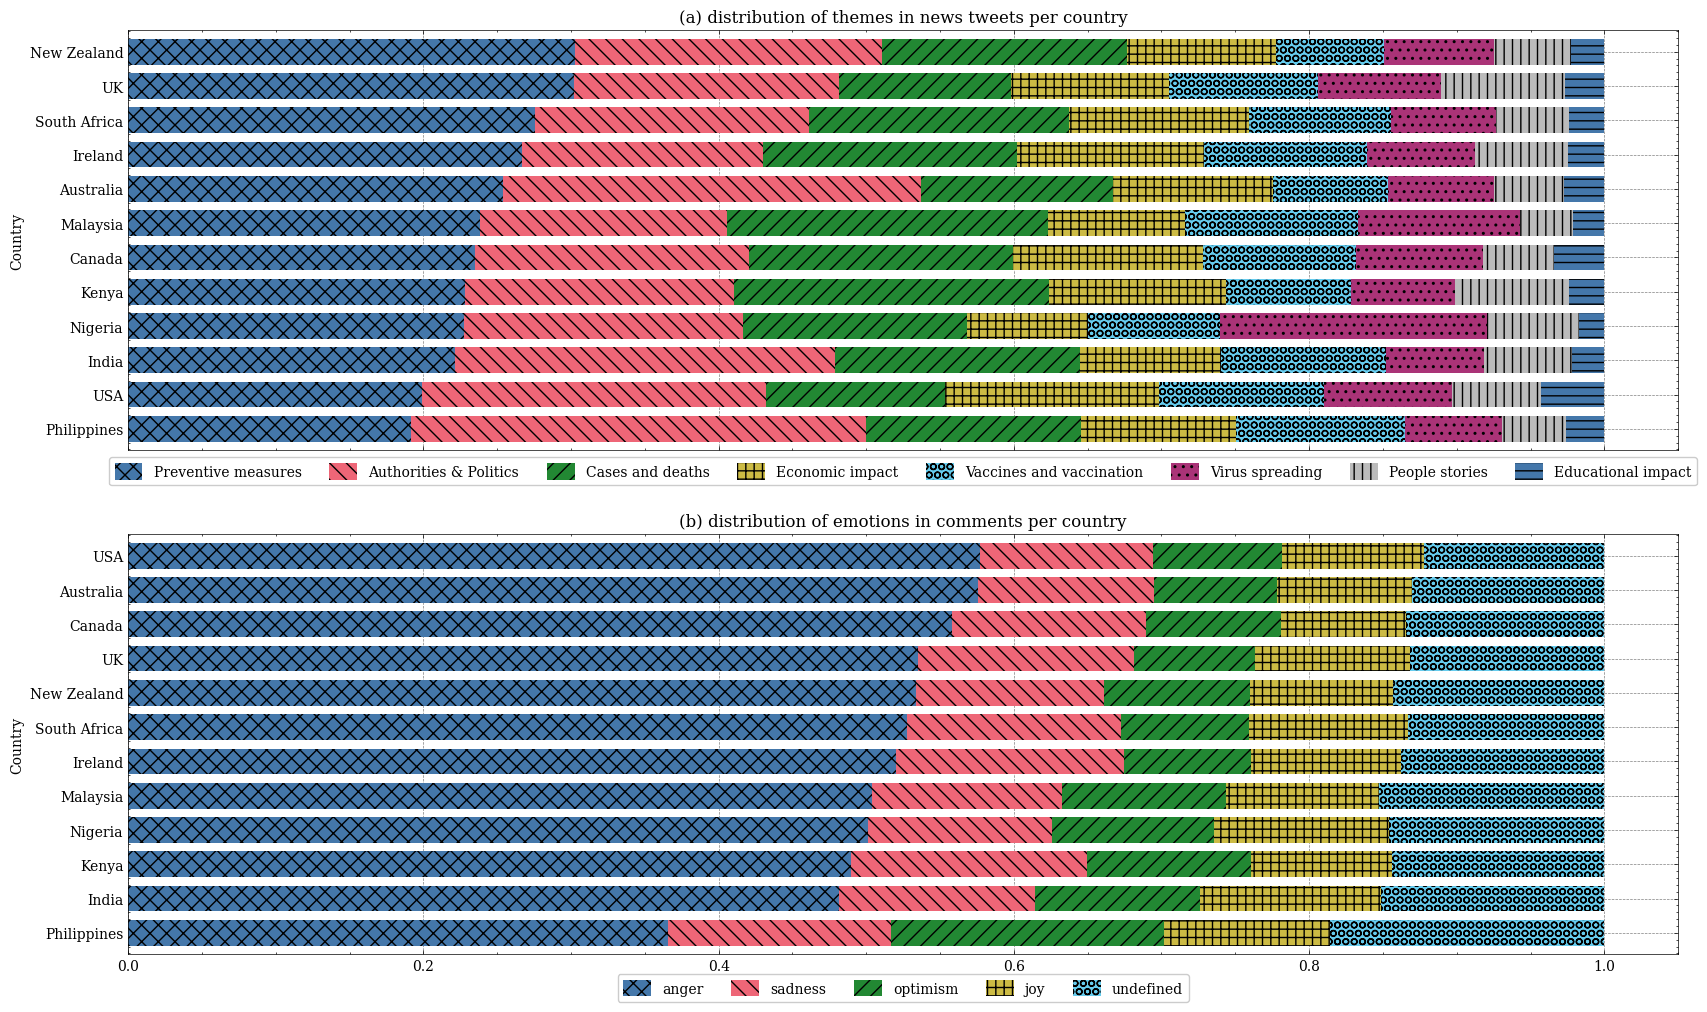 (a) distribution of themes in news tweets per country
Country
New Zealand
UK
South Africa
Ireland
Australia
Malaysia
Canada
Kenya
Nigeria
India
USA
Philippines
Preventive measures Authorities & Politics Cases and deaths Economic impact Vaccines and vaccination Virus spreading People stories Educational impact
(b) distribution of emotions in comments per country
Country
USA
Australia
Canada
UK
New Zealand
South Africa
Ireland
Malaysia
Nigeria
Kenya
India
Philippines
0.0 0.2 0.4 0.6 0.8 1.0
anger sadness optimism joy undefined